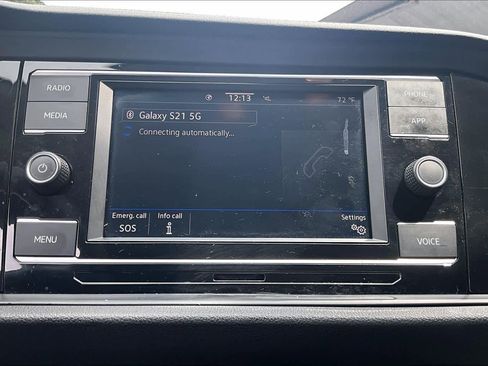 RADIO
MEDIA
MENU
12:13
72 °F
Galaxy S21 5G
Connecting automatically...
Emerg. call
SOS
Info call
i
Settings
PHONE
APP
VOICE